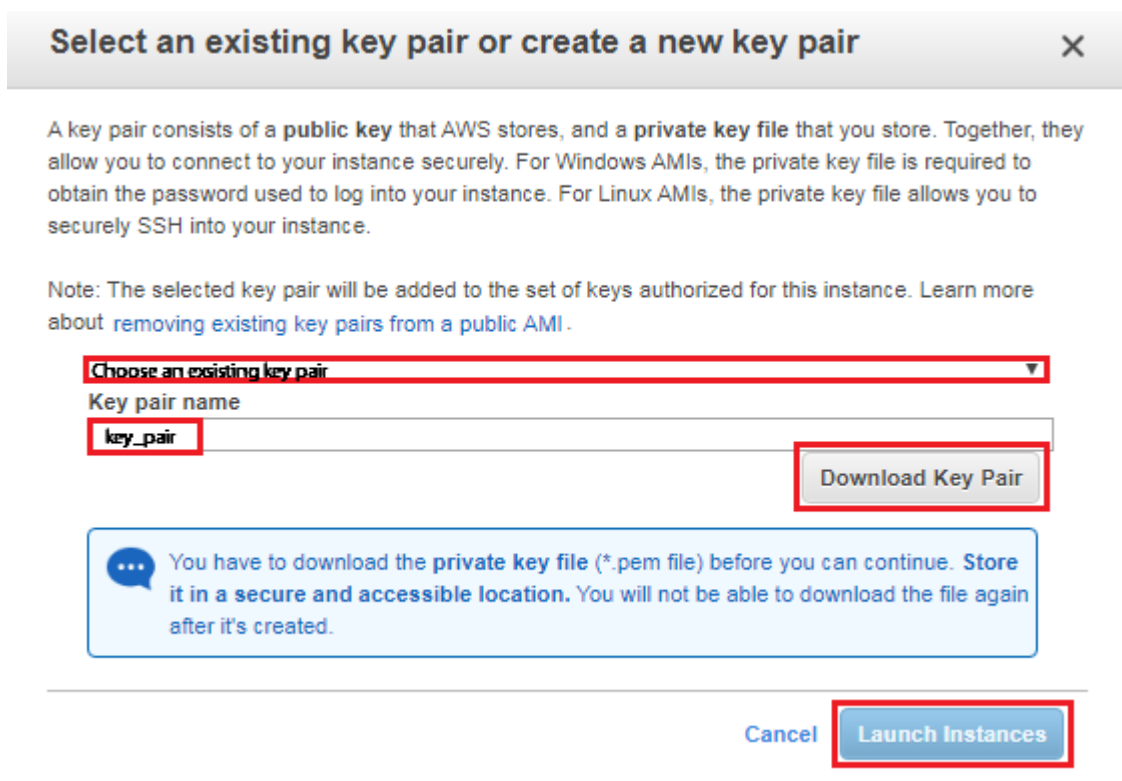 Select an existing key pair or create a new key pair
A key pair consists of a public key that AWS stores, and a private key file that you store. Together, they
allow you to connect to your instance securely. For Windows AMIs, the private key file is required to
obtain the password used to log into your instance. For Linux AMIs, the private key file allows you to
securely SSH into your instance.
Note: The selected key pair will be added to the set of keys authorized for this instance. Learn more
about removing existing key pairs from a public AMI.
Choose an exsisting key pair
Key pair name
key_pair
Download Key Pair
You have to download the private key file (*.pem file) before you can continue. Store
it in a secure and accessible location. You will not be able to download the file again
after it's created.
Cancel Launch Instances